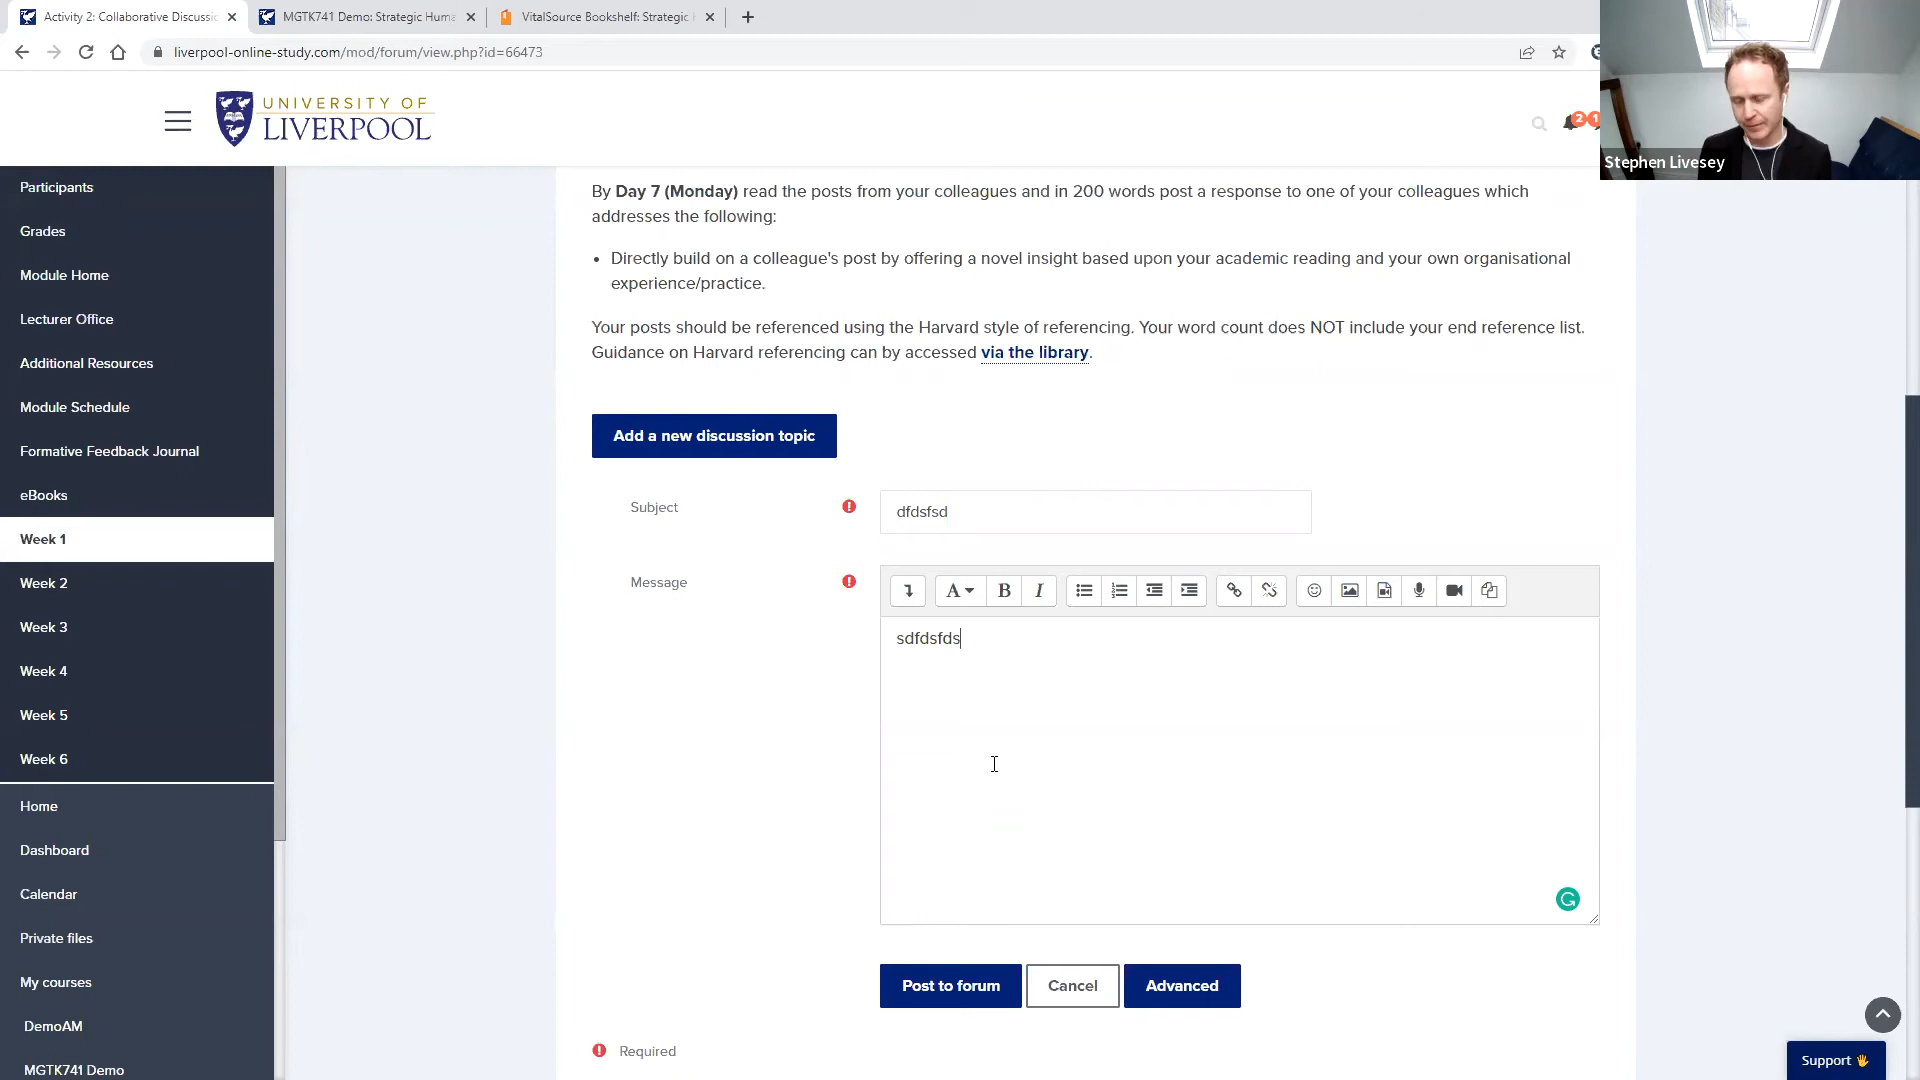 Activity 2: Collaborative Discussic
MGTK741 Demo: Strategic Huma
VitalSource Bookshelf: Strategic
liverpool-online-study.com/mod/forum/view.php?id=66473
UNIVERSITY OF
LIVERPOOL
2
1
Stephen Livesey
Participants
Grades
Module Home
Lecturer Office
Additional Resources
Module Schedule
Formative Feedback Journal
eBooks
Week 1
Week 2
Week 3
Week 4
Week 5
Week 6
Home
Dashboard
Calendar
Private files
My courses
DemoAM
MGTK741 Demo
By Day 7 (Monday) read the posts from your colleagues and in 200 words post a response to one of your colleagues which
addresses the following:
• Directly build on a colleague's post by offering a novel insight based upon your academic reading and your own organisational
experience/practice.
Your posts should be referenced using the Harvard style of referencing. Your word count does NOT include your end reference list.
Guidance on Harvard referencing can by accessed via the library.
Add a new discussion topic
Subject
dfdsfsd
Message
A B I
sdfdsfds
Post to forum
Cancel
Advanced
Required
Support